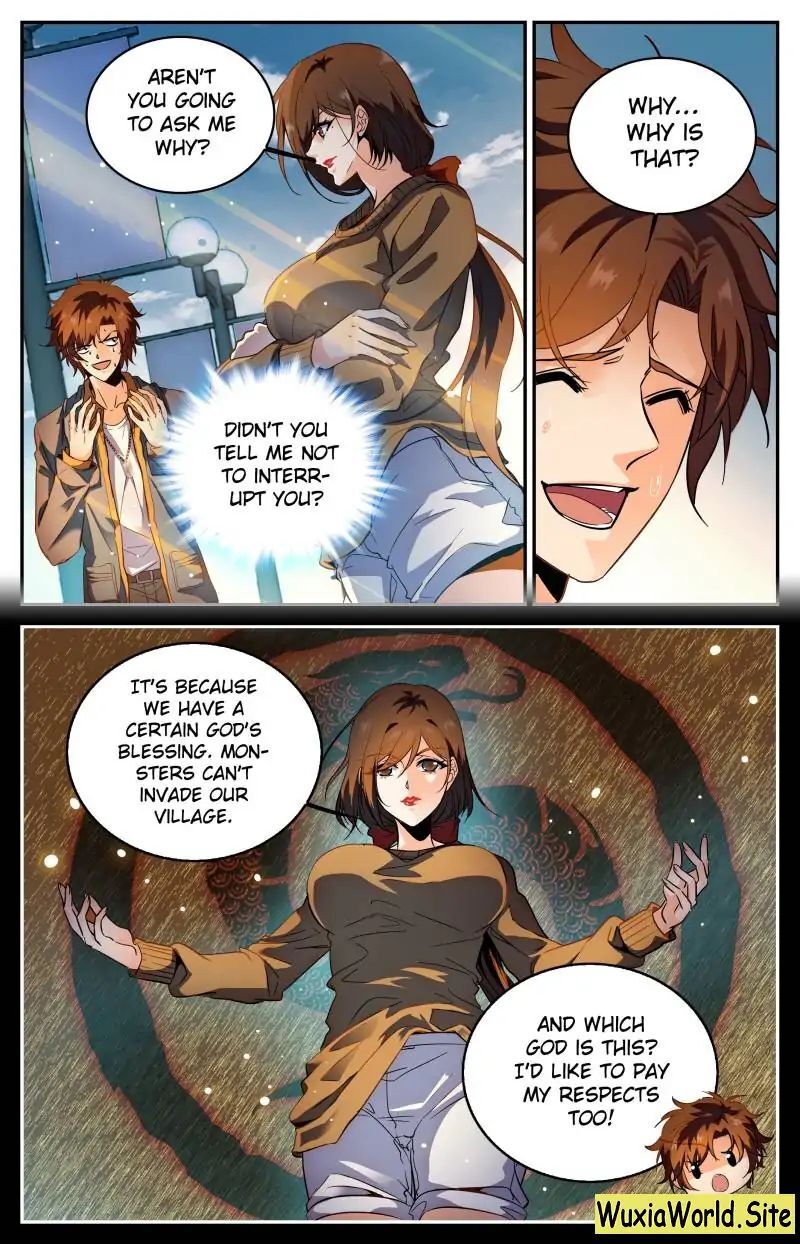 AREN'T
YOU GOING
TO ASK ME
WHY?
WHY...
WHY IS
THAT?
DIDN'T YOU
TELL ME NOT
TO INTERR-
UPT YOU?
IT'S BECAUSE
WE HAVE A
CERTAIN GOD'S
BLESSING. MON-
STERS CAN'T
INVADE OUR
VILLAGE.
AND WHICH
GOD IS THIS?
I'D LIKE TO PAY
MY RESPECTS
TOO!
WuxiaWorld.Site